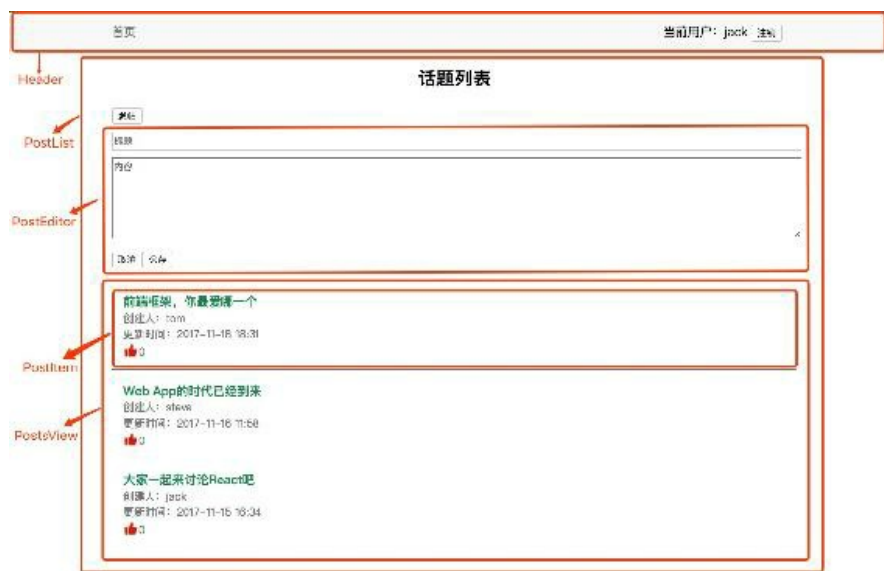 首页
当前用户：jack 注销
Header
话题列表
发帖
PostList
标题
内容
PostEditor
取消 保存
前端框架，你最爱哪一个
创建人：tom
更新时间：2017-11-18 18:31
0
PostItem
Web App的时代已经到来
创建人：steve
更新时间：2017-11-16 11:58
PostsView
0
大家一起来讨论React吧
创建人：jack
更新时间：2017-11-15 16:34
0